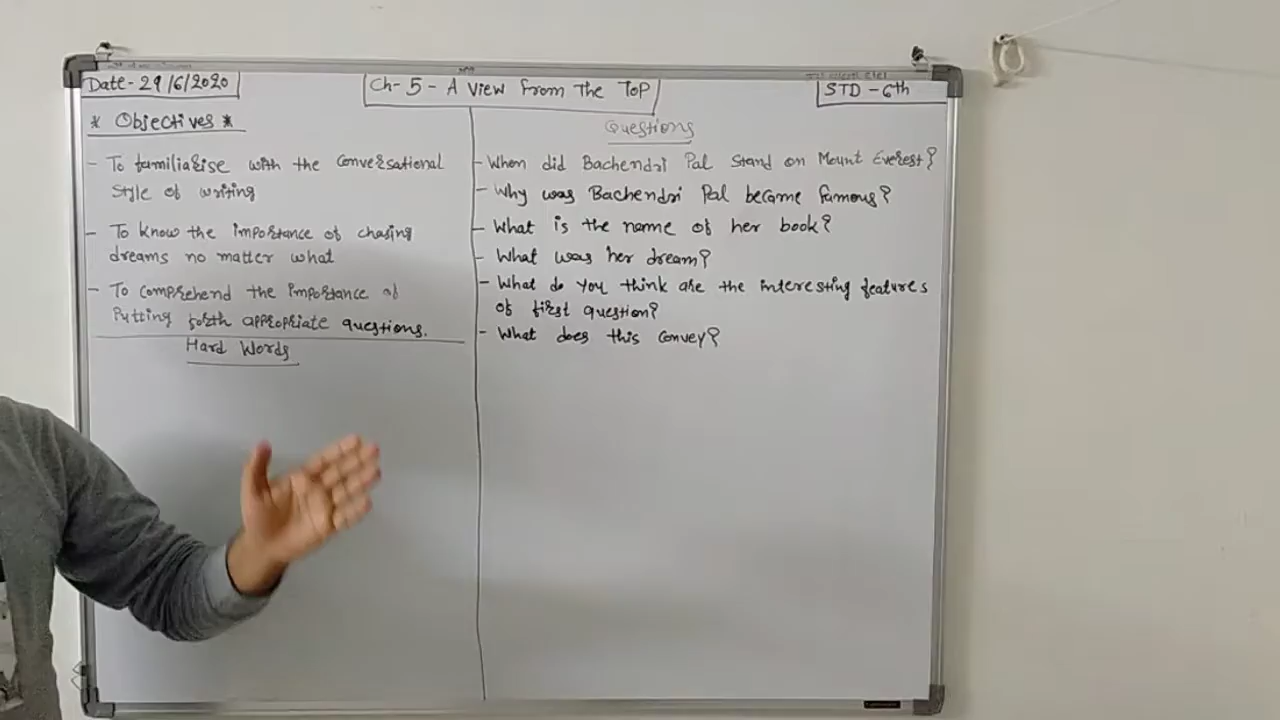 Date - 29/6/2020
Ch- 5 - A View From The Top
STD - 6th
* Objectives *
- To familiarise with the conversational
style of writing
- To know the importance of chasing
dreams no matter what
- To comprehend the importance of
Putting forth appropriate questions.
Hard Words
Questions
- When did Bachendri Pal Stand on Mount Everest?
- Why was Bachendri Pal became famous?
- What is the name of her book?
- What was her dream?
- What do you think are the interesting features
of first question?
- What does this convey?